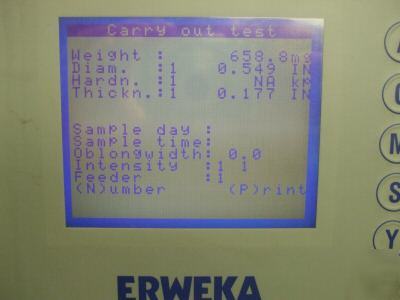 Carry out test
Weight : 658.8mg
Diam. :1 0.549 IN
Hardn. :1 NA kp
Thickn.:1 0.177 IN
Sample day :
Sample time:
Oblongwidth: 0.0
Intensity :1 1
Feeder :1
(N)umber (P)rint
ERWEKA
M
S
Y